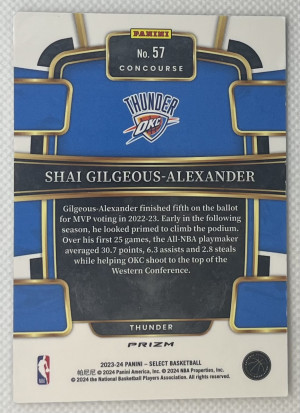 PANINI
No. 57
CONCOURSE
THUNDER
OKC
SHAI GILGEOUS-ALEXANDER
Gilgeous-Alexander finished fifth on the ballot
for MVP voting in 2022-23. Early in the following
season, he looked primed to climb the podium.
Over his first 25 games, the All-NBA playmaker
averaged 30.7 points, 6.3 assists and 2.8 steals
while helping OKC shoot to the top of the
Western Conference.
THUNDER
PRIZM
2023-24 PANINI – SELECT BASKETBALL
帕尼尼 © 2024 Panini America, Inc. © 2024 NBA Properties, Inc.
© 2024 the National Basketball Players Association. All rights reserved.